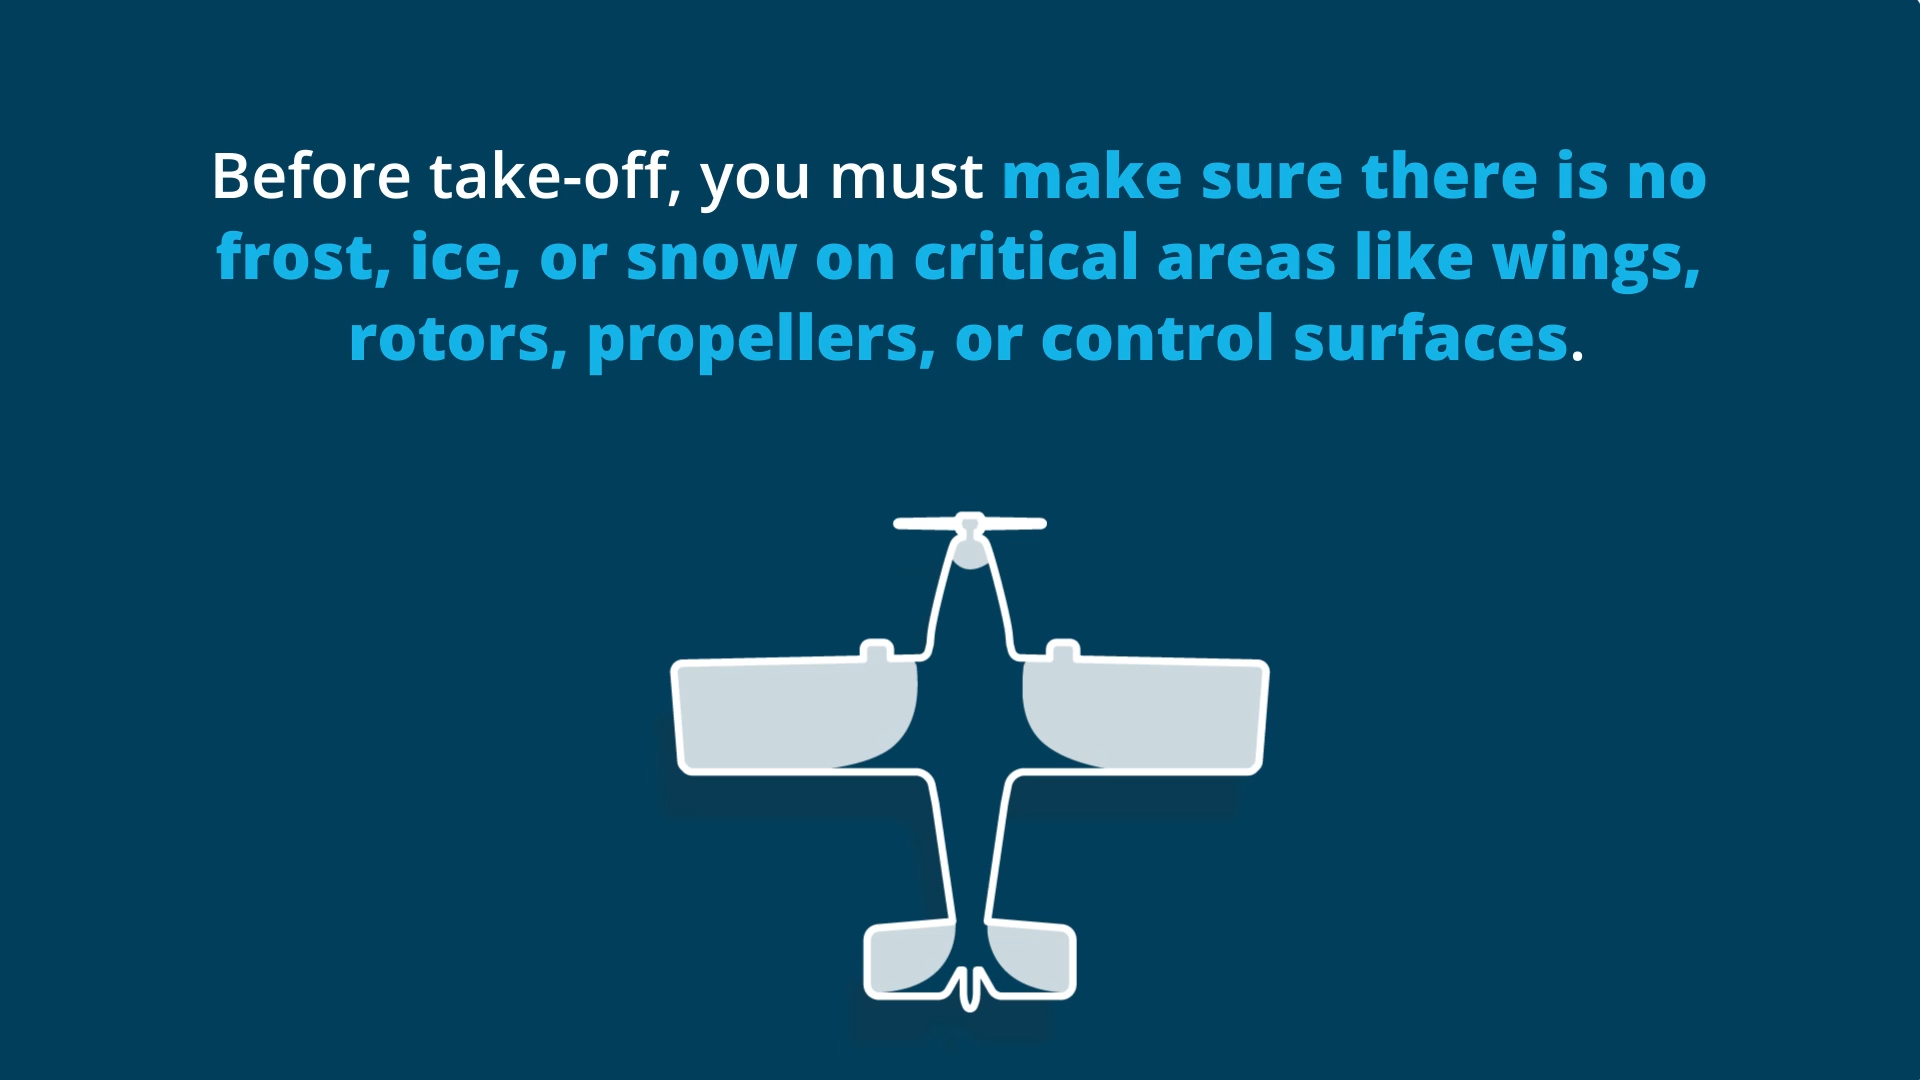 Before take-off, you must make sure there is no
frost, ice, or snow on critical areas like wings,
rotors, propellers, or control surfaces.